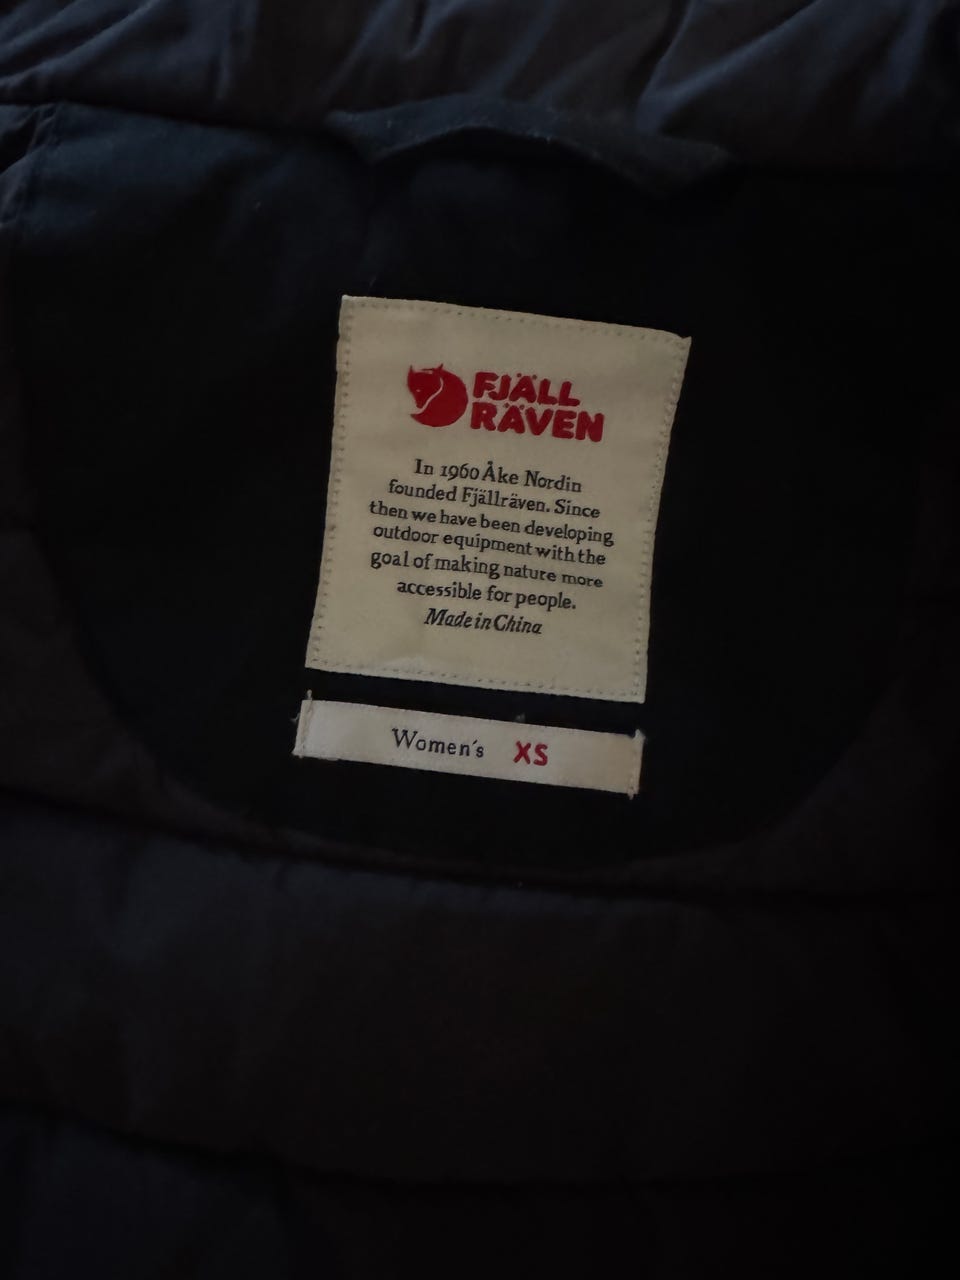 FJÄLL
RÄVEN
In 1960 Åke Nordin
founded Fjällräven. Since
then we have been developing
outdoor equipment with the
goal of making nature more
accessible for people.
Made in China
Women´s XS